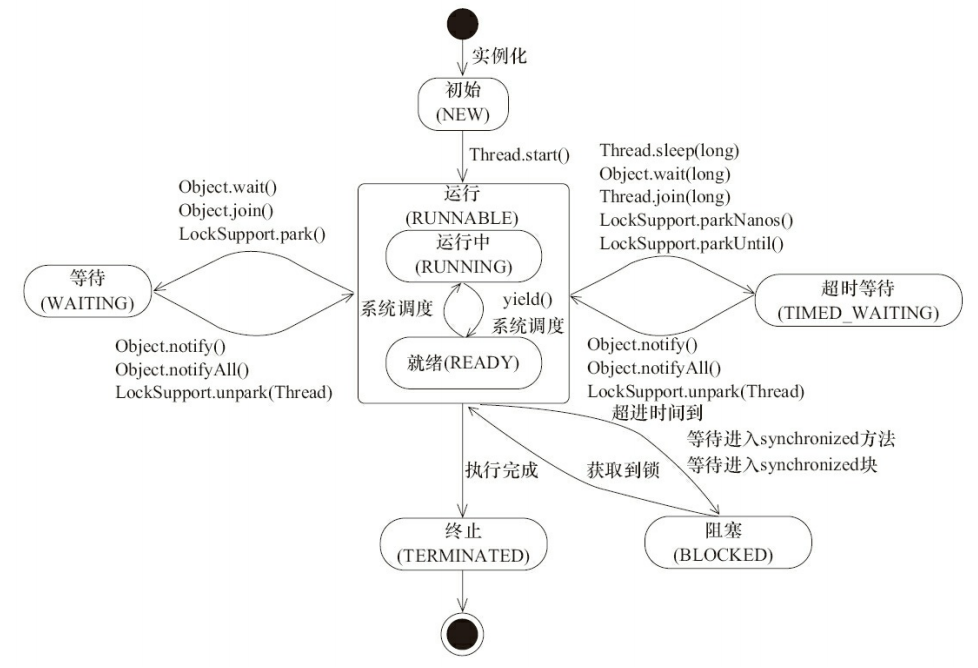 实例化
初始
(NEW)
Thread.start()
Thread.sleep(long)
Object.wait(long)
Thread.join(long)
LockSupport.parkNanos()
LockSupport.parkUntil()
Object.wait()
Object.join()
LockSupport.park()
运行
(RUNNABLE)
运行中
(RUNNING)
等待
(WAITING)
超时等待
(TIMED_WAITING)
系统调度
yield()
系统调度
就绪(READY)
Object.notify()
Object.notifyAll()
LockSupport.unpark(Thread)
Object.notify()
Object.notifyAll()
LockSupport.unpark(Thread)
超进时间到
等待进入synchronized方法
等待进入synchronized块
执行完成
获取到锁
终止
(TERMINATED)
阻塞
(BLOCKED)